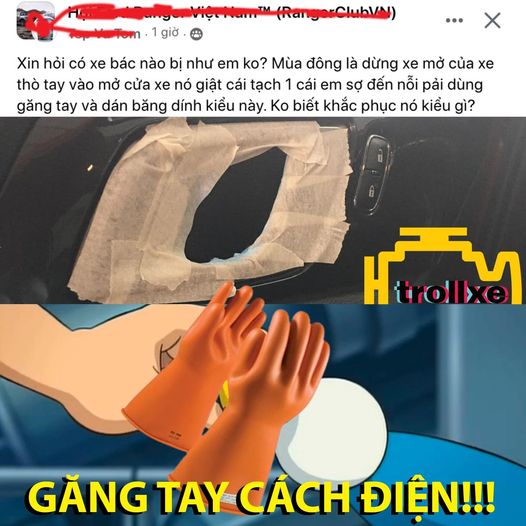 Việt Nam™ (RangerClubVN)
1 giờ ·
Xin hỏi có xe bác nào bị như em ko? Mùa đông là dừng xe mở của xe
thò tay vào mở cửa xe nó giật cái tạch 1 cái em sợ đến nỗi pải dùng
găng tay và dán băng dính kiểu này. Ko biết khắc phục nó kiểu gì?
trollxe
GĂNG TAY CÁCH ĐIỆN!!!